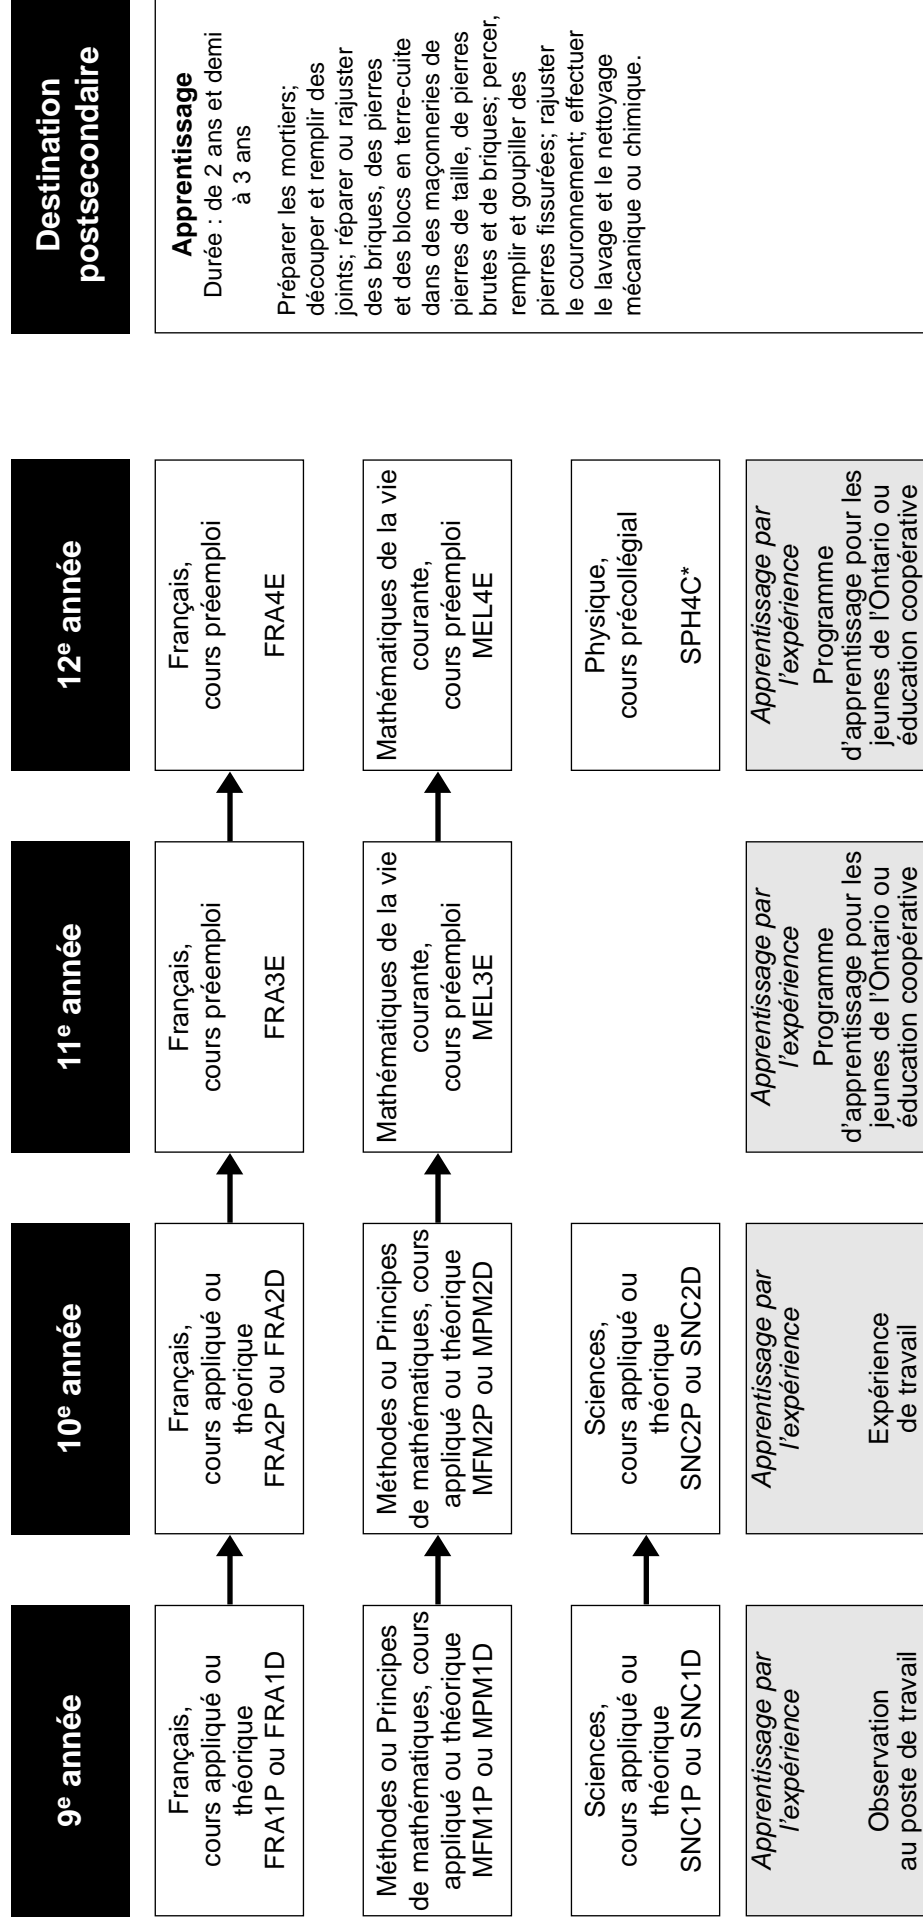 9e année
Français,
cours appliqué ou
théorique
FRA1P ou FRA1D
Méthodes ou Principes
de mathématiques, cours
appliqué ou théorique
MFM1P ou MPM1D
Sciences,
cours appliqué ou
théorique
SNC1P ou SNC1D
Apprentissage par
l'expérience
Observation
au poste de travail
10e année
Français,
cours appliqué ou
théorique
FRA2P ou FRA2D
Méthodes ou Principes
de mathématiques, cours
appliqué ou théorique
MFM2P ou MPM2D
Sciences,
cours appliqué ou
théorique
SNC2P ou SNC2D
Apprentissage par
l'expérience
Expérience
de travail
11e année
Français,
cours préemploi
FRA3E
Mathématiques de la vie
courante,
cours préemploi
MEL3E
Apprentissage par
l'expérience
Programme
d'apprentissage pour les
jeunes de l'Ontario ou
éducation coopérative
12e année
Français,
cours préemploi
FRA4E
Mathématiques de la vie
courante,
cours préemploi
MEL4E
Physique,
cours précollégial
SPH4C*
Apprentissage par
l'expérience
Programme
d'apprentissage pour les
jeunes de l'Ontario ou
éducation coopérative
Destination
postsecondaire
Apprentissage
Durée : de 2 ans et demi
à 3 ans
Préparer les mortiers;
découper et remplir des
joints; réparer ou rajuster
des briques, des pierres
et des blocs en terre-cuite
dans des maçonneries de
pierres de taille, de pierres
brutes et de briques; percer,
remplir et goupiller des
pierres fissurées; rajuster
le couronnement; effectuer
le lavage et le nettoyage
mécanique ou chimique.